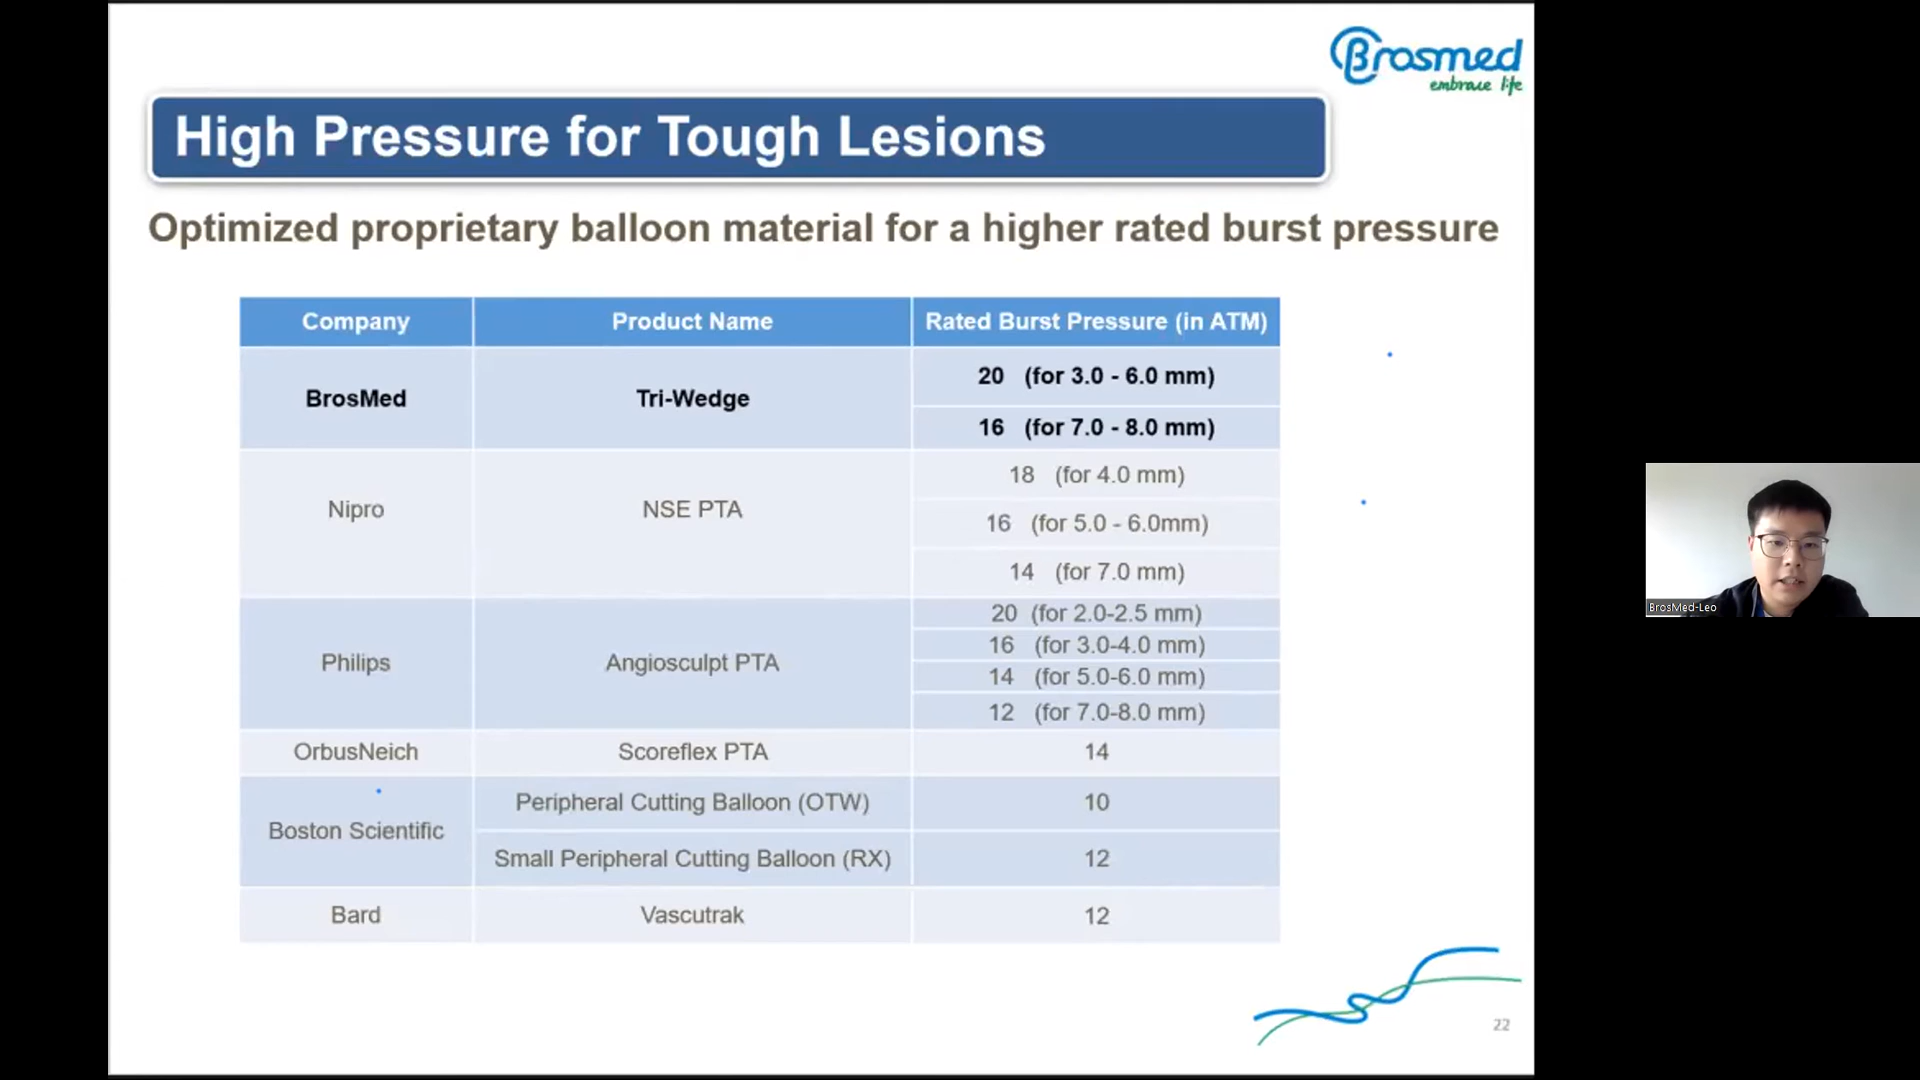 Brosmed
embrace life
High Pressure for Tough Lesions
Optimized proprietary balloon material for a higher rated burst pressure
Company Product Name Rated Burst Pressure (in ATM)
BrosMed Tri-Wedge
20 (for 3.0 - 6.0 mm)
16 (for 7.0 - 8.0 mm)
Nipro NSE PTA
18 (for 4.0 mm)
16 (for 5.0 - 6.0mm)
14 (for 7.0 mm)
Philips Angiosculpt PTA
20 (for 2.0-2.5 mm)
16 (for 3.0-4.0 mm)
14 (for 5.0-6.0 mm)
12 (for 7.0-8.0 mm)
OrbusNeich Scoreflex PTA 14
Boston Scientific
Peripheral Cutting Balloon (OTW) 10
Small Peripheral Cutting Balloon (RX) 12
Bard Vascutrak 12
22
BrosMed-Leo